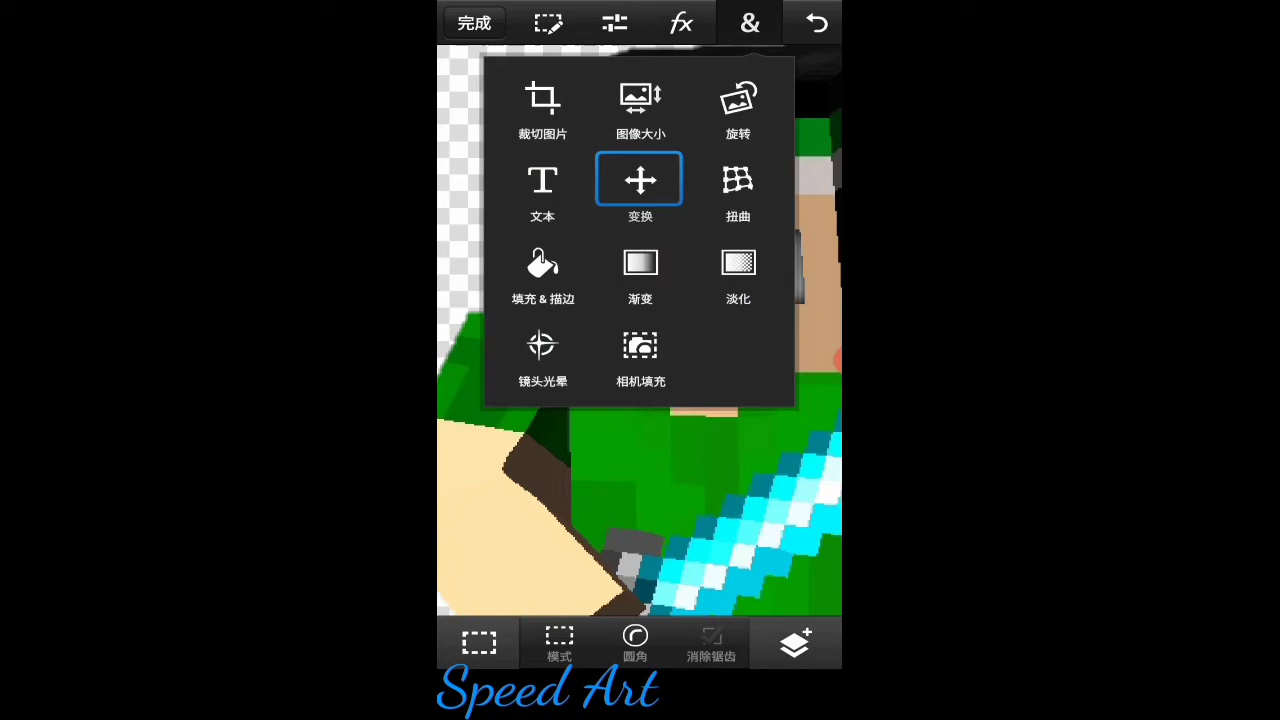 完成 fx &
裁切图片 图像大小 旋转
T
文本 变换 扭曲
填充 & 描边 渐变 淡化
镜头光晕 相机填充
模式 圆角 消除锯齿
Speed Art